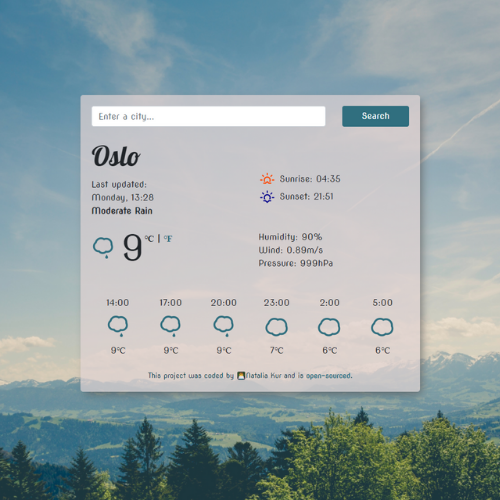 Enter a city...
Search
Oslo
Last updated:
Monday, 13:28
Moderate Rain
Sunrise: 04:35
Sunset: 21:51
9 °C | °F
Humidity: 90%
Wind: 0.89m/s
Pressure: 999hPa
14:00 17:00 20:00 23:00 2:00 5:00
9°C 9°C 9°C 7°C 6°C 6°C
This project was coded by Natalia Kur and is open-sourced.